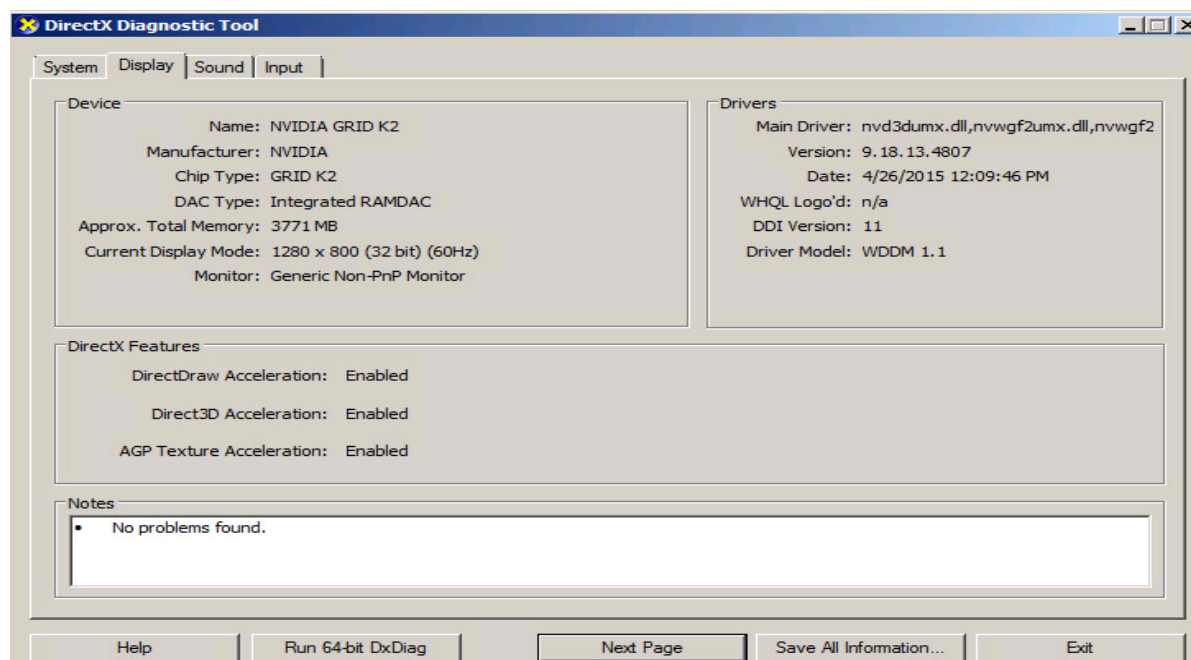 DirectX Diagnostic Tool
System Display Sound Input
Device
Name: NVIDIA GRID K2
Manufacturer: NVIDIA
Chip Type: GRID K2
DAC Type: Integrated RAMDAC
Approx. Total Memory: 3771 MB
Current Display Mode: 1280 x 800 (32 bit) (60Hz)
Monitor: Generic Non-PnP Monitor
Drivers
Main Driver: nvd3dumx.dll,nvwgf2umx.dll,nvwgf2
Version: 9.18.13.4807
Date: 4/26/2015 12:09:46 PM
WHQL Logo'd: n/a
DDI Version: 11
Driver Model: WDDM 1.1
DirectX Features
DirectDraw Acceleration: Enabled
Direct3D Acceleration: Enabled
AGP Texture Acceleration: Enabled
Notes
• No problems found.
Help Run 64-bit DxDiag Next Page Save All Information... Exit